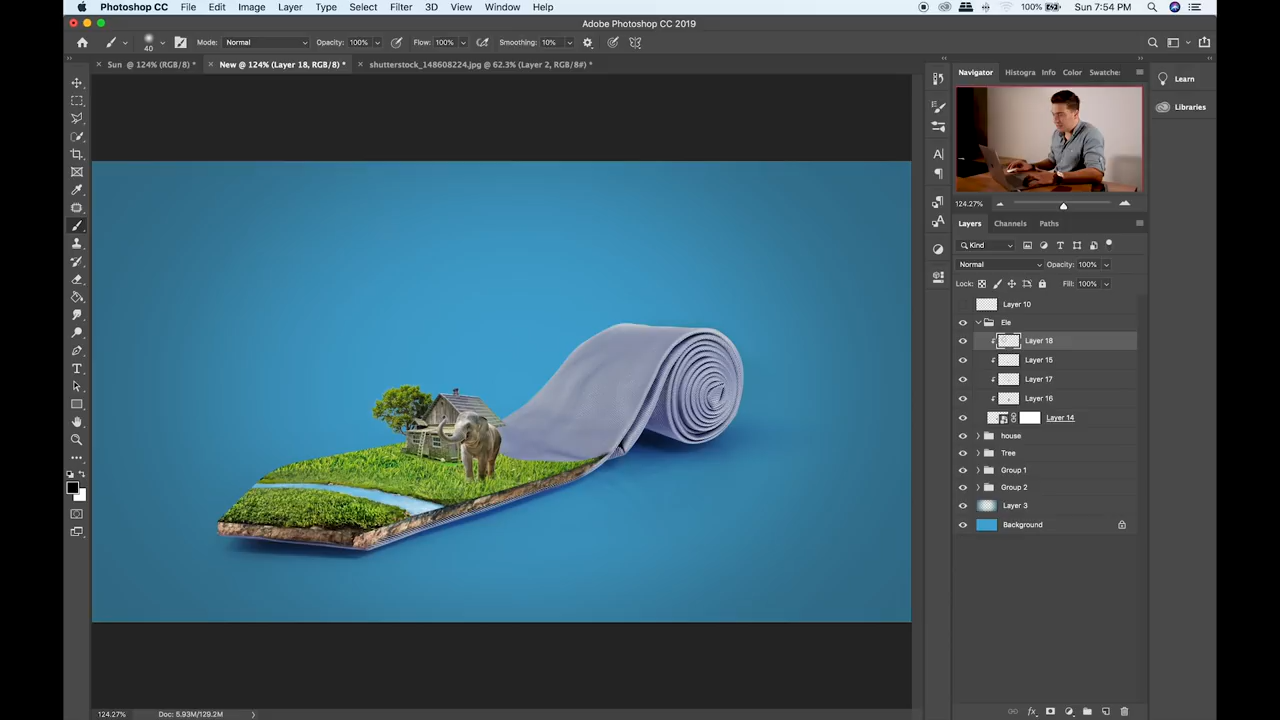 Photoshop CC File Edit Image Layer Type Select Filter 3D View Window Help 100% Sun 7:54 PM
Adobe Photoshop CC 2019
40 Mode: Normal Opacity: 100% Flow: 100% Smoothing: 10%
Sun @ 124% (RGB/8) * New @ 124% (Layer 18, RGB/8) * shutterstock_148608224.jpg @ 62.3% (Layer 2, RGB/8#) *
Navigator Histogra Info Color Swatche:
Learn
Libraries
124.27%
Layers Channels Paths
Kind
Normal Opacity: 100%
Lock: Fill: 100%
Layer 10
Ele
Layer 18
Layer 15
Layer 17
Layer 16
Layer 14
house
Tree
Group 1
Group 2
Layer 3
Background
124.27% Doc: 5.93M/129.2M
fx